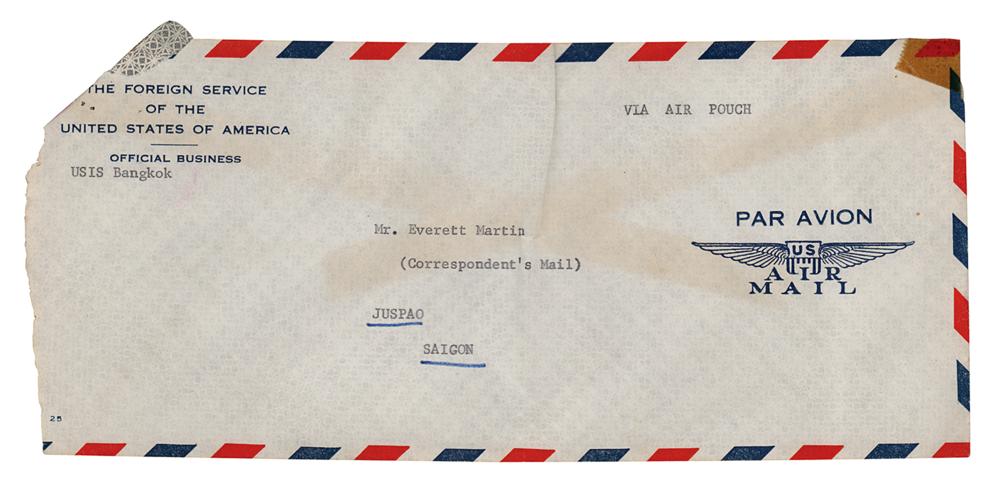 THE FOREIGN SERVICE
OF THE
UNITED STATES OF AMERICA
OFFICIAL BUSINESS
USIS Bangkok
VIA AIR POUCH
PAR AVION
US
AIR
MAIL
Mr. Everett Martin
(Correspondent's Mail)
JUSPAO
SAIGON
25